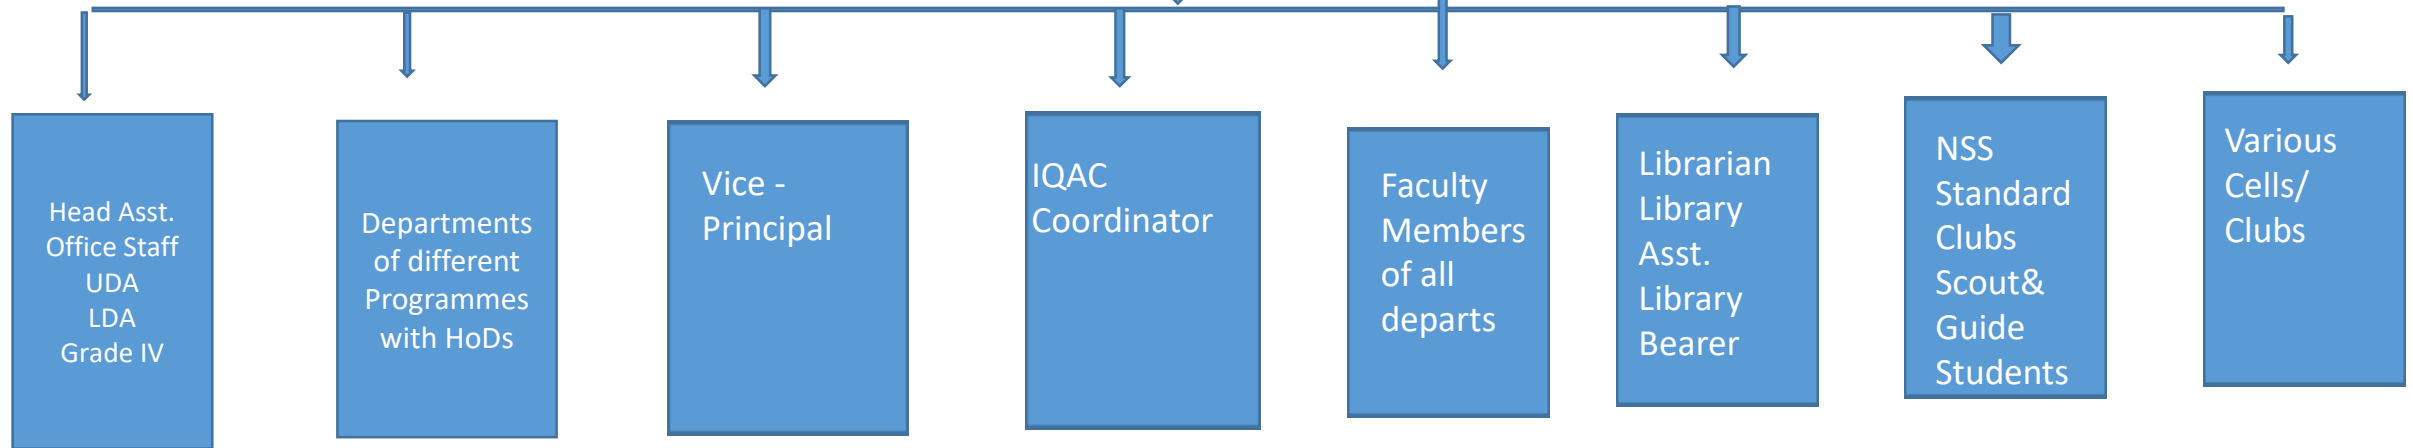 Head Asst.
Office Staff
UDA
LDA
Grade IV
Departments
of different
Programmes
with HoDs
Vice -
Principal
IQAC
Coordinator
Faculty
Members
of all
departs
Librarian
Library
Asst.
Library
Bearer
NSS
Standard
Clubs
Scout&
Guide
Students
Various
Cells/
Clubs